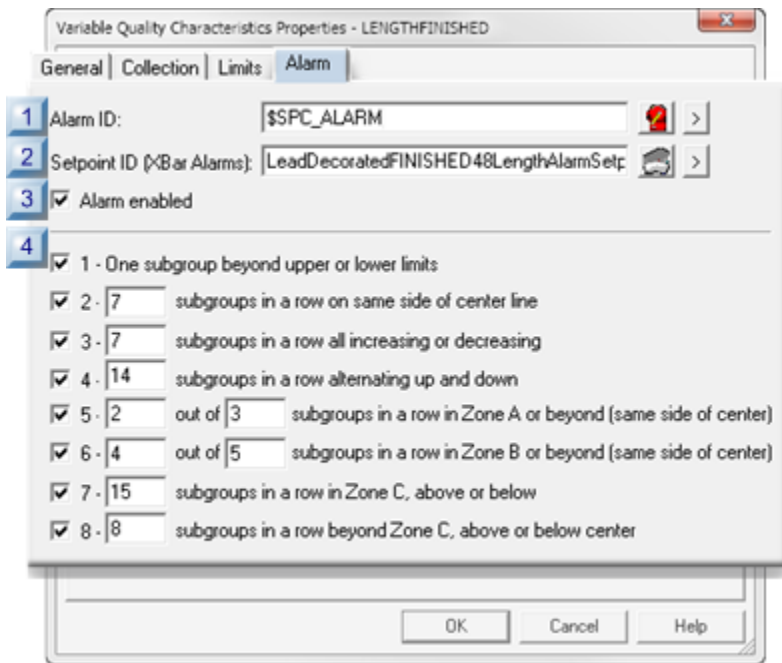 Variable Quality Characteristics Properties - LENGTHFINISHED
General Collection Limits Alarm
1 Alarm ID: $SPC_ALARM >
2 Setpoint ID (XBar Alarms): LeadDecoratedFINISHED48LengthAlarmSetp >
3 Alarm enabled
4
1 - One subgroup beyond upper or lower limits
2 - 7 subgroups in a row on same side of center line
3 - 7 subgroups in a row all increasing or decreasing
4 - 14 subgroups in a row alternating up and down
5 - 2 out of 3 subgroups in a row in Zone A or beyond (same side of center)
6 - 4 out of 5 subgroups in a row in Zone B or beyond (same side of center)
7 - 15 subgroups in a row in Zone C, above or below
8 - 8 subgroups in a row beyond Zone C, above or below center
OK Cancel Help